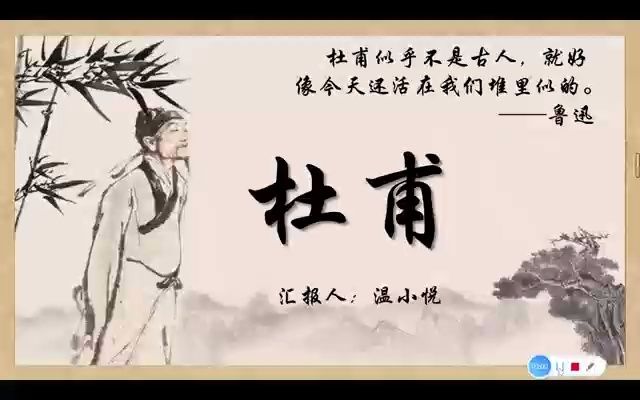 杜甫似乎不是古人，就好
像今天还活在我们堆里似的。
——鲁迅
杜甫
汇报人：温小悦